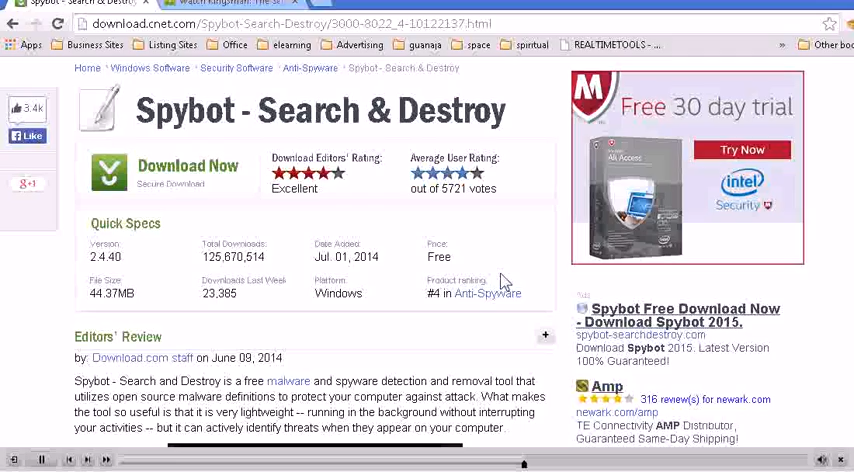 Spybot - Search & Destroy
Watch Kingsman: The Se
download.cnet.com/Spybot-Search-Destroy/3000-8022_4-10122137.html
Apps Business Sites Listing Sites Office elearning Advertising guanaja space spirritual REALTIMETOOLS - ... » Other boo
Home Windows Software Security Software Anti-Spyware Spybot - Search & Destroy
3.4k
Like
g+1
Spybot - Search & Destroy
Download Now
Secure Download
Download Editors' Rating:
Excellent
Average User Rating:
out of 5721 votes
Quick Specs
Version: Total Downloads: Date Added: Price:
2.4.40 125,670,514 Jul. 01, 2014 Free
File Size: Downloads Last Week Platform: Product ranking:
44.37MB 23,385 Windows #4 in Anti-Spyware
Editors' Review
+
by: Download.com staff on June 09, 2014
Spybot - Search and Destroy is a free malware and spyware detection and removal tool that
utilizes open source malware definitions to protect your computer against attack. What makes
the tool so useful is that it is very lightweight -- running in the background without interrupting
your activities -- but it can actively identify threats when they appear on your computer.
Free 30 day trial
All Access
Try Now
intel
Security
Ads
Spybot Free Download Now
- Download Spybot 2015.
spybot-searchdestroy.com
Download Spybot 2015. Latest Version
100% Guaranteed!
Amp
316 review(s) for newark.com
newark.com/amp
TE Connectivity AMP Distributor,
Guaranteed Same-Day Shipping!